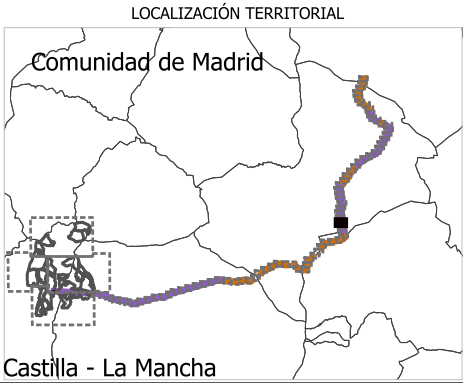 LOCALIZACIÓN TERRITORIAL
Comunidad de Madrid
Castilla - La Mancha